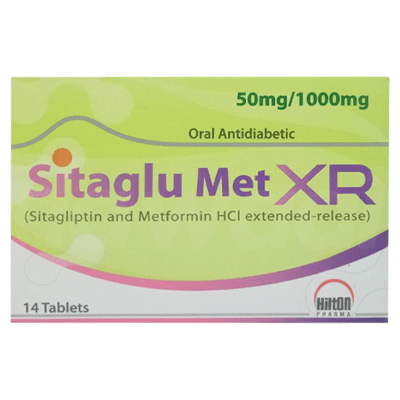 50mg/1000mg
Oral Antidiabetic
Sitaglu Met XR
(Sitagliptin and Metformin HCl extended-release)
14 Tablets
Hilton
PHARMA